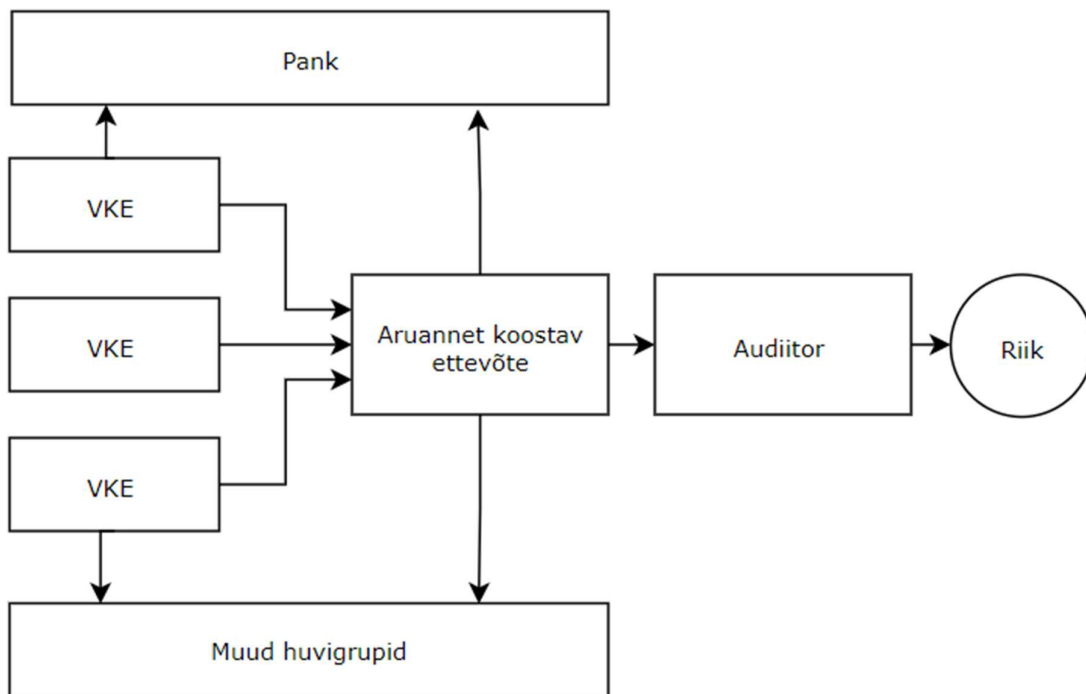 Pank
VKE
VKE
VKE
Aruannet koostav
ettevõte
Audiitor
Riik
Muud huvigrupid